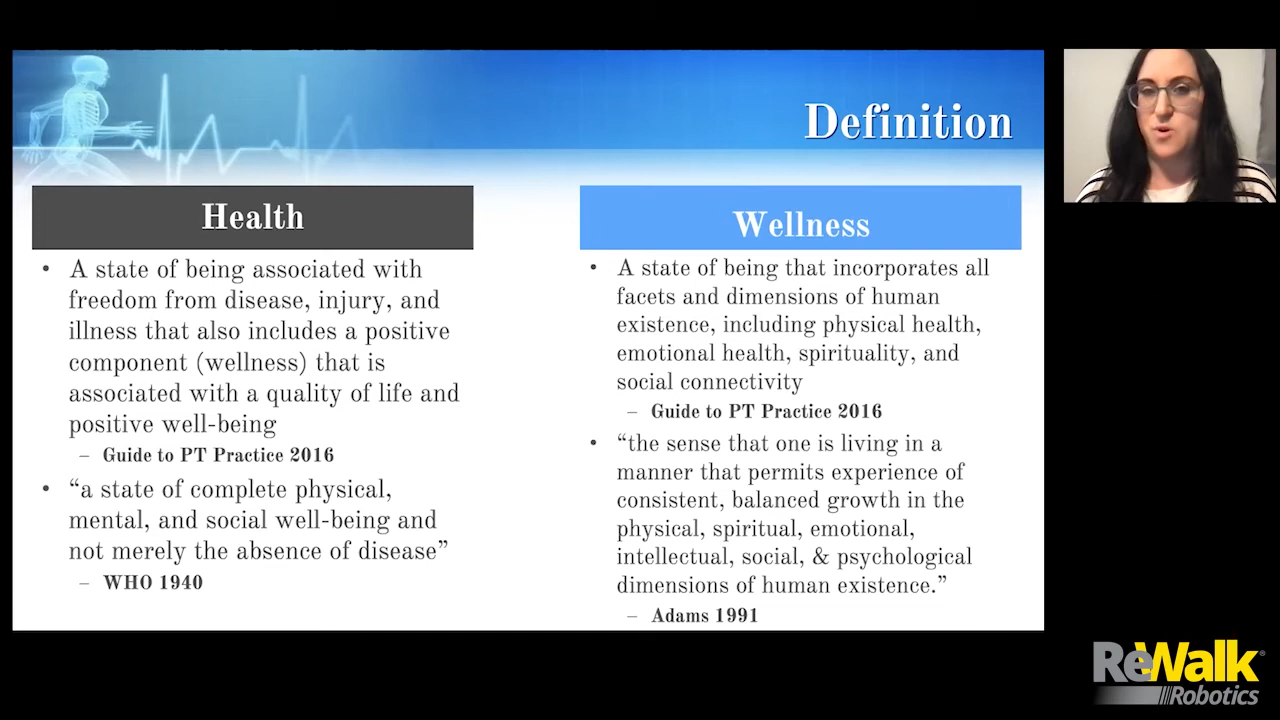 Definition
Health
• A state of being associated with
freedom from disease, injury, and
illness that also includes a positive
component (wellness) that is
associated with a quality of life and
positive well-being
– Guide to PT Practice 2016
• “a state of complete physical,
mental, and social well-being and
not merely the absence of disease”
– WHO 1940
Wellness
• A state of being that incorporates all
facets and dimensions of human
existence, including physical health,
emotional health, spirituality, and
social connectivity
– Guide to PT Practice 2016
• “the sense that one is living in a
manner that permits experience of
consistent, balanced growth in the
physical, spiritual, emotional,
intellectual, social, & psychological
dimensions of human existence.”
– Adams 1991
ReWalk®
Robotics